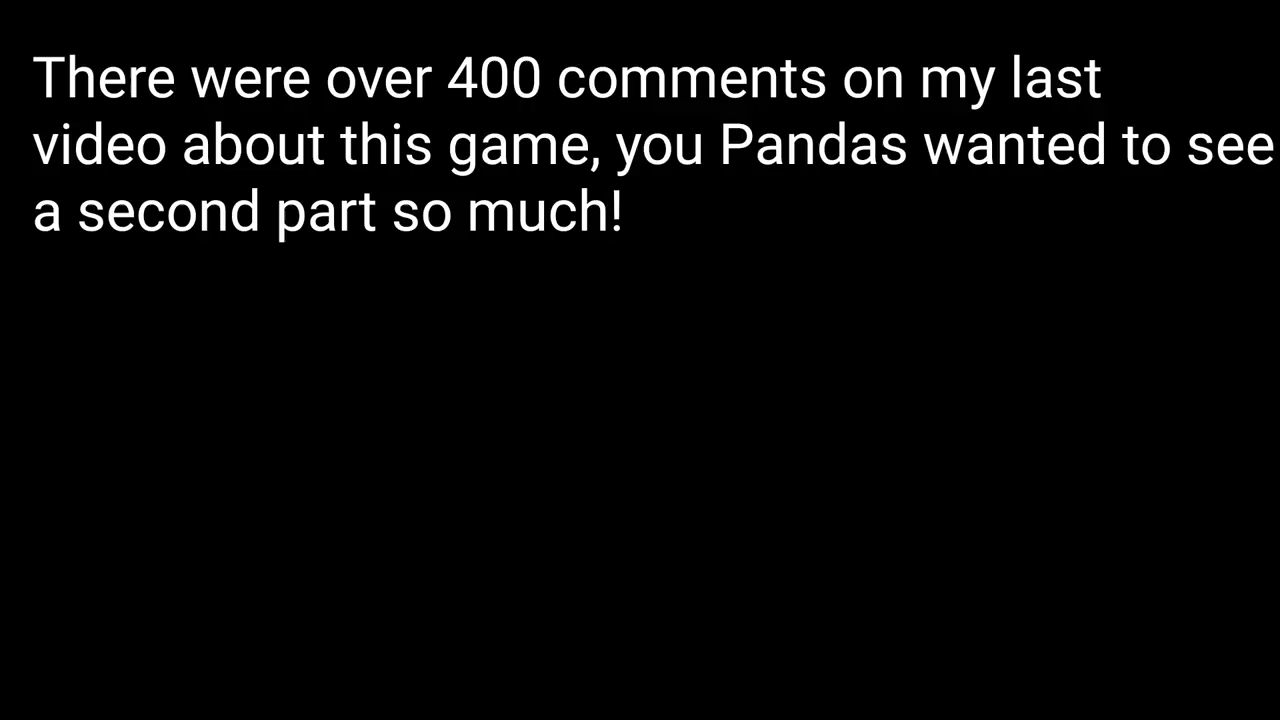 There were over 400 comments on my last
video about this game, you Pandas wanted to see
a second part so much!